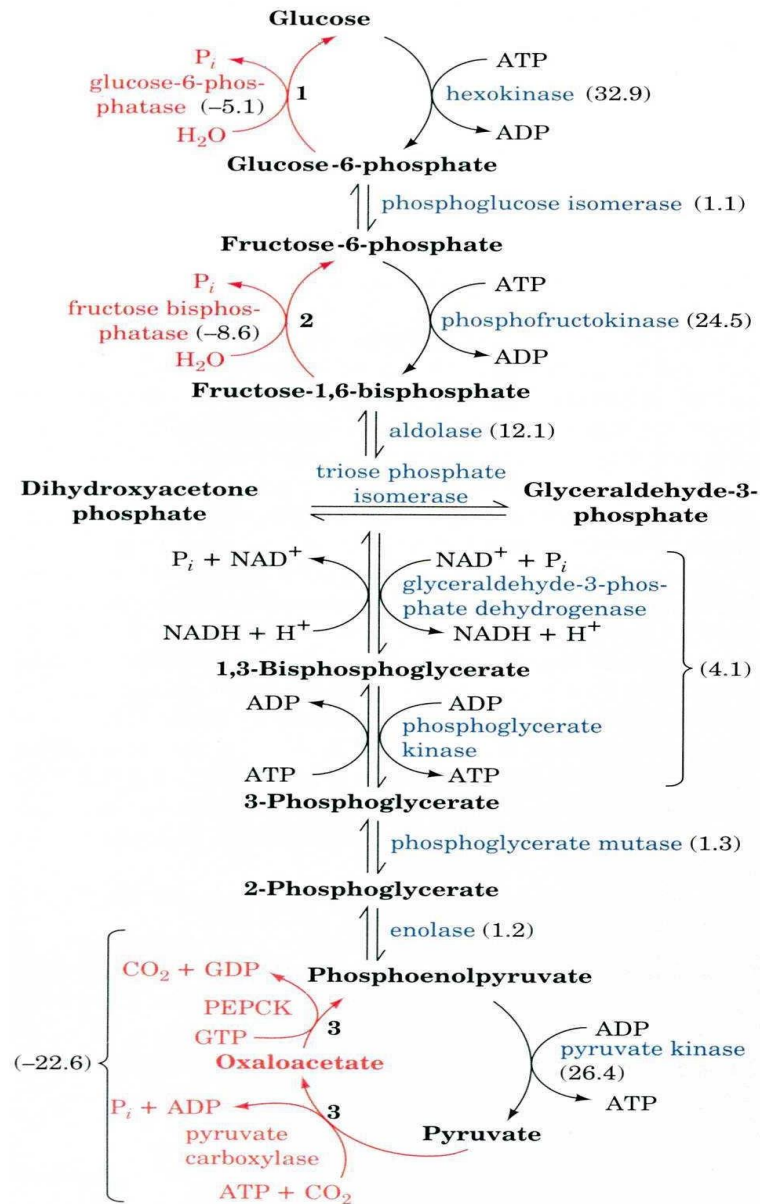 Glucose
P_i
ATP
glucose-6-phos-
phatase (–5.1)
1
hexokinase (32.9)
H₂O
ADP
Glucose-6-phosphate
phosphoglucose isomerase (1.1)
Fructose-6-phosphate
P_i
ATP
fructose bisphos-
phatase (–8.6)
2
phosphofructokinase (24.5)
H₂O
ADP
Fructose-1,6-bisphosphate
aldolase (12.1)
triose phosphate
isomerase
Dihydroxyacetone
phosphate
Glyceraldehyde-3-
phosphate
P_i + NAD⁺
NAD⁺ + P_i
glyceraldehyde-3-phos-
phate dehydrogenase
NADH + H⁺
NADH + H⁺
1,3-Bisphosphoglycerate
(4.1)
ADP
ADP
phosphoglycerate
kinase
ATP
ATP
3-Phosphoglycerate
phosphoglycerate mutase (1.3)
2-Phosphoglycerate
enolase (1.2)
Phosphoenolpyruvate
CO₂ + GDP
PEPCK
3
GTP
Oxaloacetate
(–22.6)
ADP
pyruvate kinase
(26.4)
ATP
P_i + ADP
3
Pyruvate
pyruvate
carboxylase
ATP + CO₂